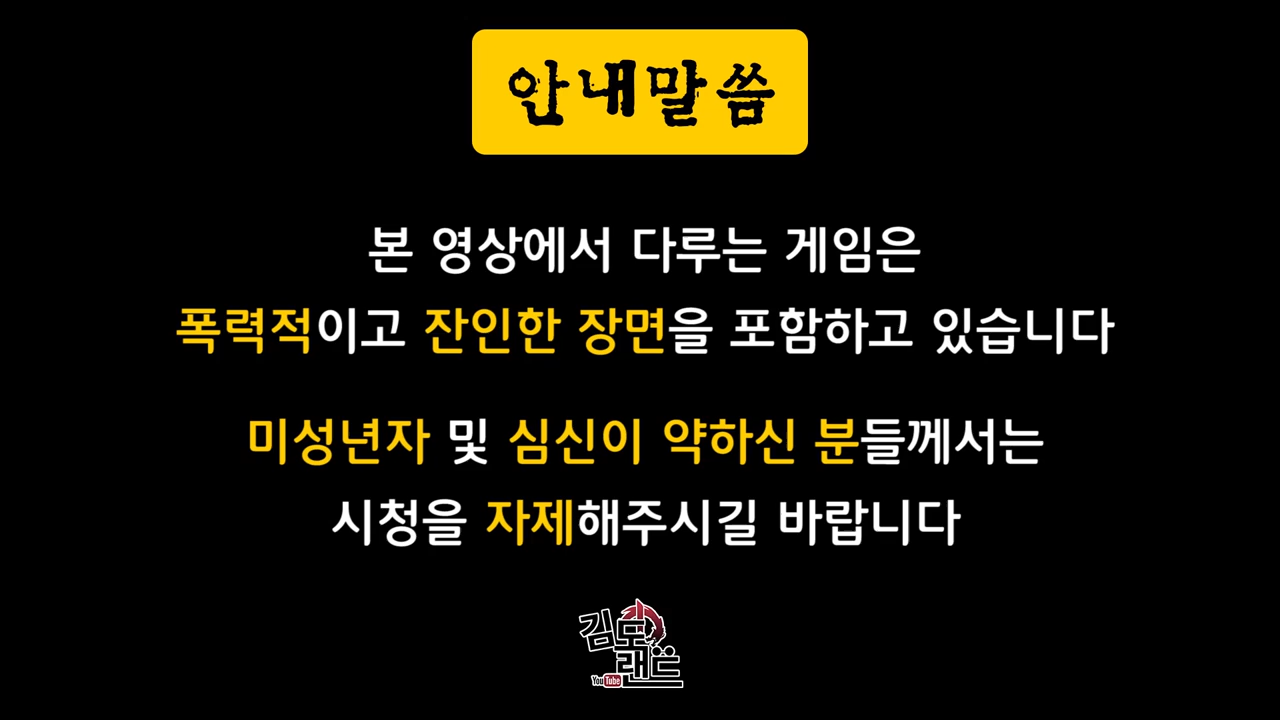 안내말씀
본 영상에서 다루는 게임은
폭력적이고 잔인한 장면을 포함하고 있습니다
미성년자 및 심신이 약하신 분들께서는
시청을 자제해주시길 바랍니다
김도
랜드
YouTube